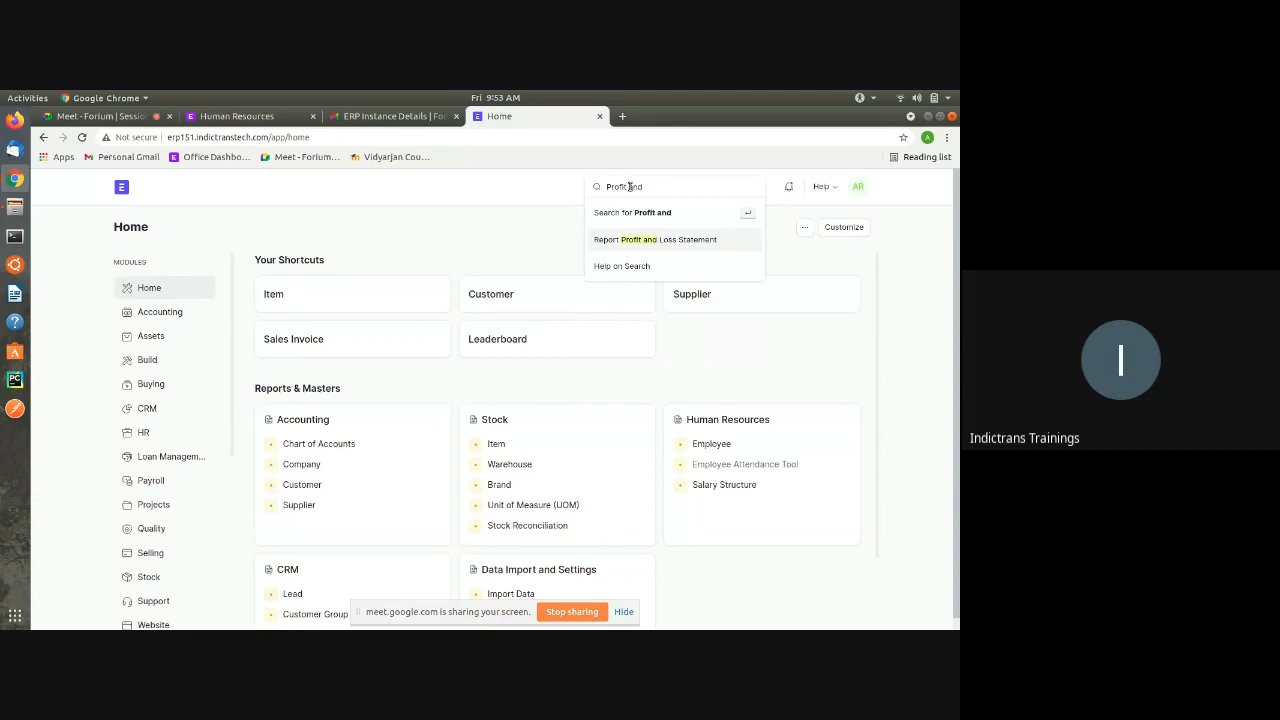 Activities
Google Chrome
Fri 9:53 AM
Meet - Forium | Sessio
Human Resources
ERP Instance Details | For
Home
Not secure
erp151.indictranstech.com/app/home
A
Apps
Personal Gmail
Office Dashbo...
Meet - Forium...
Vidyarjan Cou...
Reading list
E
Profit and
Help
AR
Search for Profit and
Report Profit and Loss Statement
Help on Search
Home
Customize
MODULES
Home
Accounting
Assets
Build
Buying
CRM
HR
Loan Managem...
Payroll
Projects
Quality
Selling
Stock
Support
Website
Your Shortcuts
Item
Customer
Supplier
Sales Invoice
Leaderboard
Reports & Masters
Accounting
Chart of Accounts
Company
Customer
Supplier
Stock
Item
Warehouse
Brand
Unit of Measure (UOM)
Stock Reconciliation
Human Resources
Employee
Employee Attendance Tool
Salary Structure
CRM
Lead
Customer Group
Data Import and Settings
Import Data
meet.google.com is sharing your screen.
Stop sharing
Hide
I
Indictrans Trainings